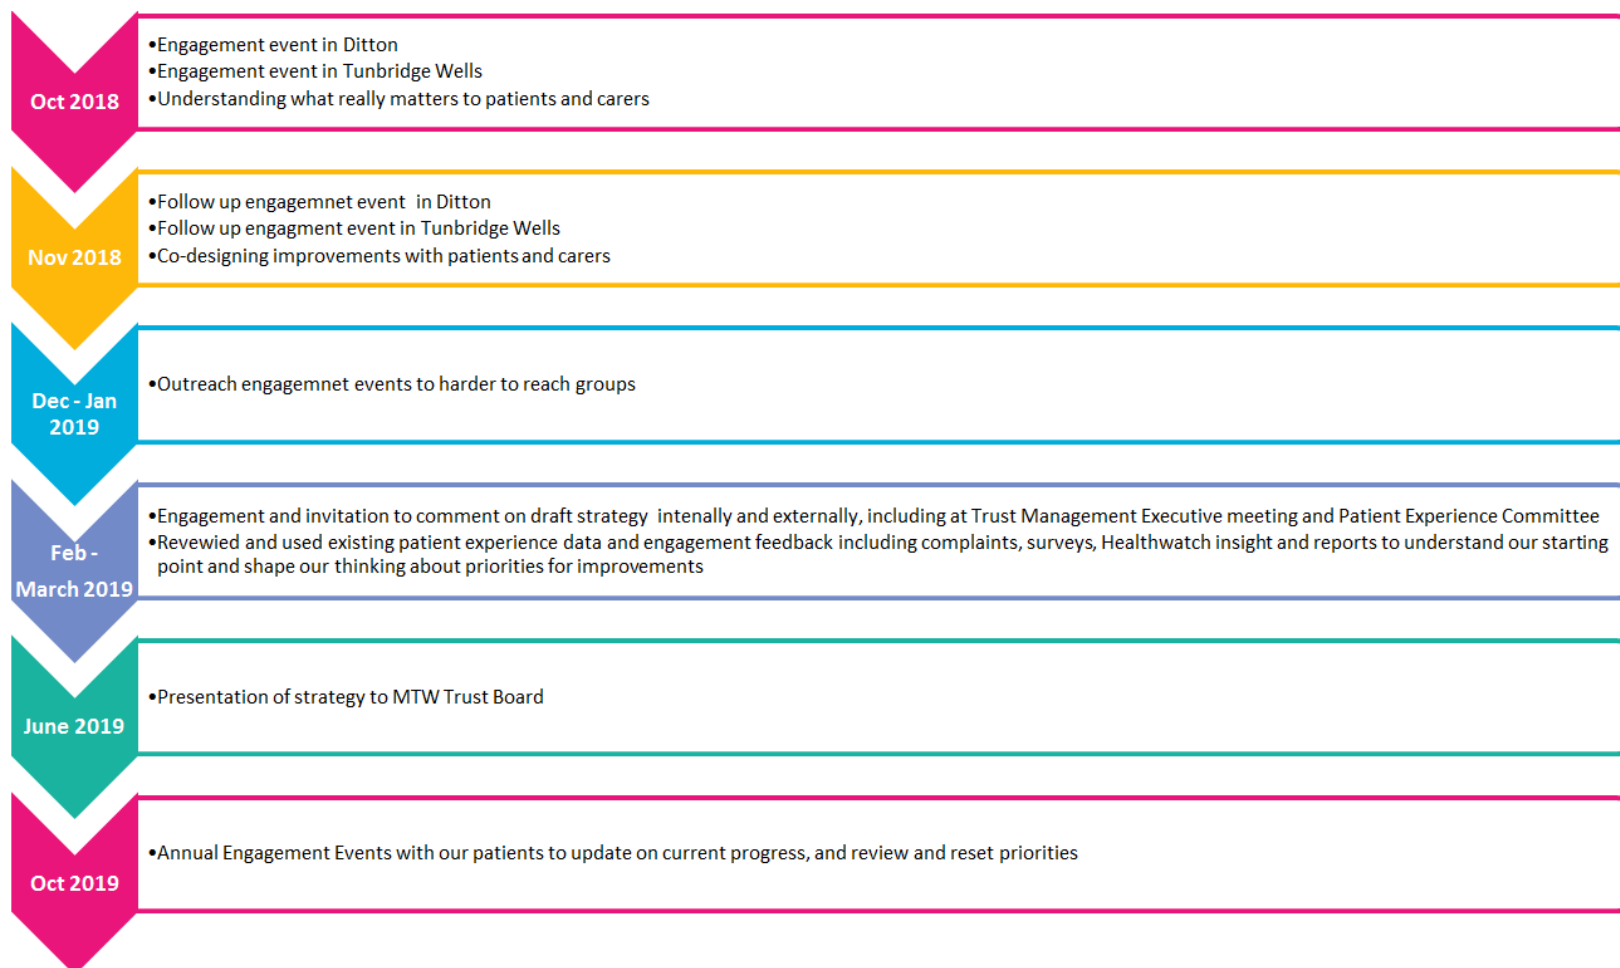 Oct 2018
•Engagement event in Ditton
•Engagement event in Tunbridge Wells
•Understanding what really matters to patients and carers
Nov 2018
•Follow up engagemnet event  in Ditton
•Follow up engagment event in Tunbridge Wells
•Co-designing improvements with patients and carers
Dec - Jan
2019
•Outreach engagemnet events to harder to reach groups
Feb -
March 2019
•Engagement and invitation to comment on draft strategy  intenally and externally, including at Trust Management Executive meeting and Patient Experience Committee
•Revewied and used existing patient experience data and engagement feedback including complaints, surveys, Healthwatch insight and reports to understand our starting
point and shape our thinking about priorities for improvements
June 2019
•Presentation of strategy to MTW Trust Board
Oct 2019
•Annual Engagement Events with our patients to update on current progress, and review and reset priorities